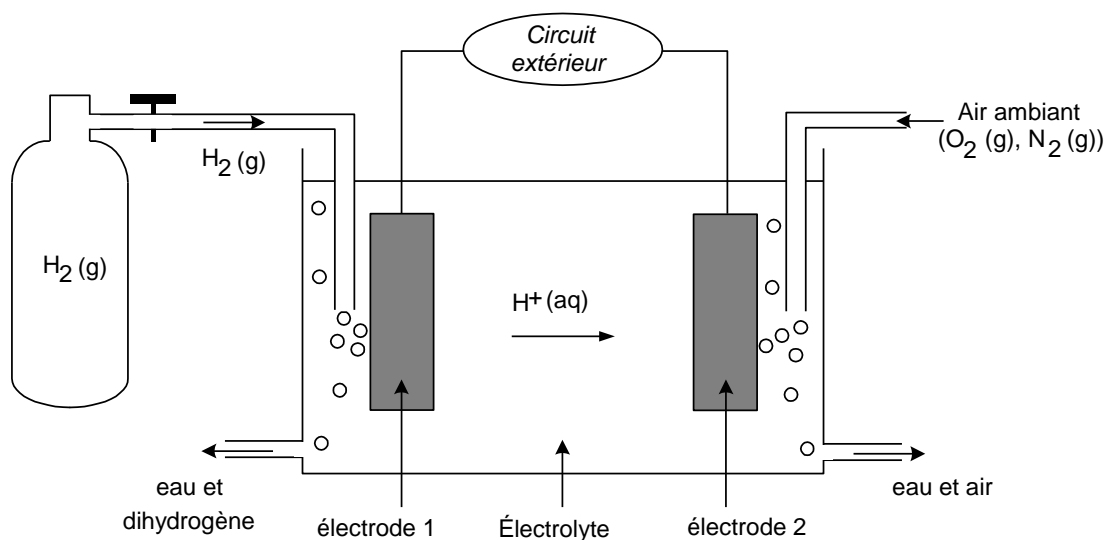 Circuit
extérieur
Air ambiant
(O2 (g), N2 (g))
H2 (g)
H2 (g)
H+ (aq)
eau et
dihydrogène
électrode 1
Électrolyte
électrode 2
eau et air